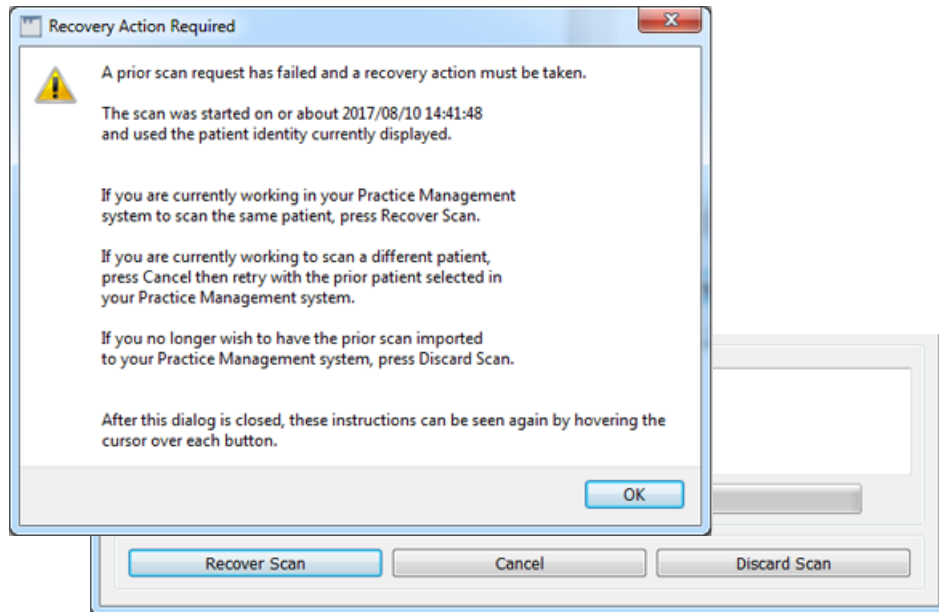 Recovery Action Required
A prior scan request has failed and a recovery action must be taken.
The scan was started on or about 2017/08/10 14:41:48
and used the patient identity currently displayed.
If you are currently working in your Practice Management
system to scan the same patient, press Recover Scan.
If you are currently working to scan a different patient,
press Cancel then retry with the prior patient selected in
your Practice Management system.
If you no longer wish to have the prior scan imported
to your Practice Management system, press Discard Scan.
After this dialog is closed, these instructions can be seen again by hovering the
cursor over each button.
OK
Recover Scan Cancel Discard Scan